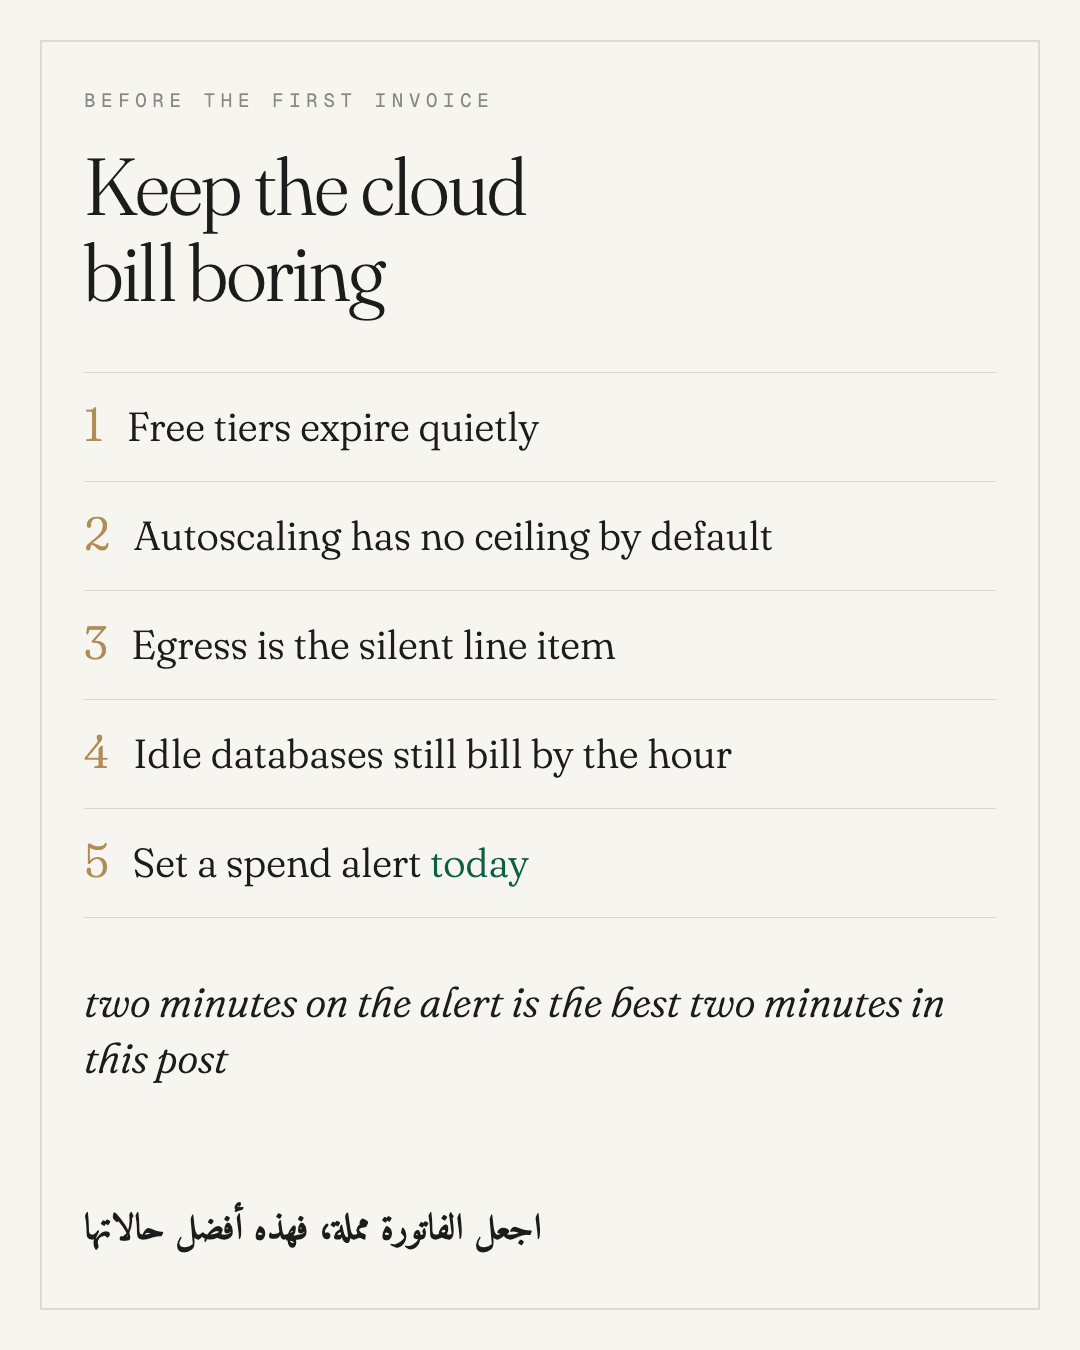 BEFORE THE FIRST INVOICE
Keep the cloud
bill boring
1 Free tiers expire quietly
2 Autoscaling has no ceiling by default
3 Egress is the silent line item
4 Idle databases still bill by the hour
5 Set a spend alert today
two minutes on the alert is the best two minutes in
this post
اجعل الفاتورة مملة، فهذه أفضل حالاتها